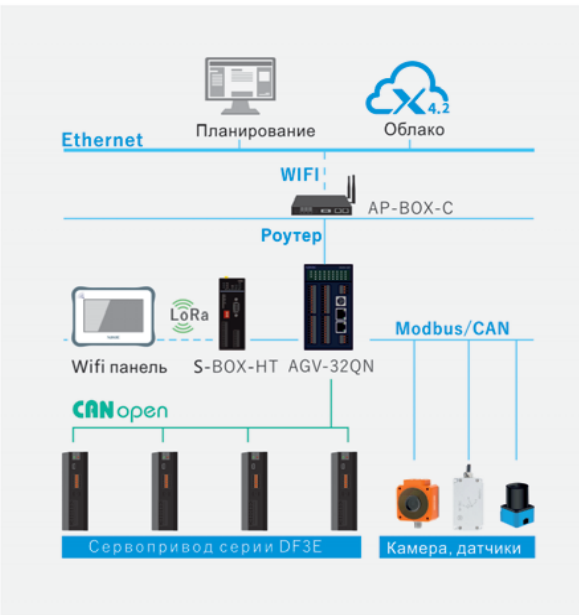 4.2
Планирование
Облако
Ethernet
WIFI
AP-BOX-C
Роутер
LoRa
Modbus/CAN
Wifi панель
S-BOX-HT
AGV-32QN
CANopen
Сервопривод серии DF3E
Камера, датчики